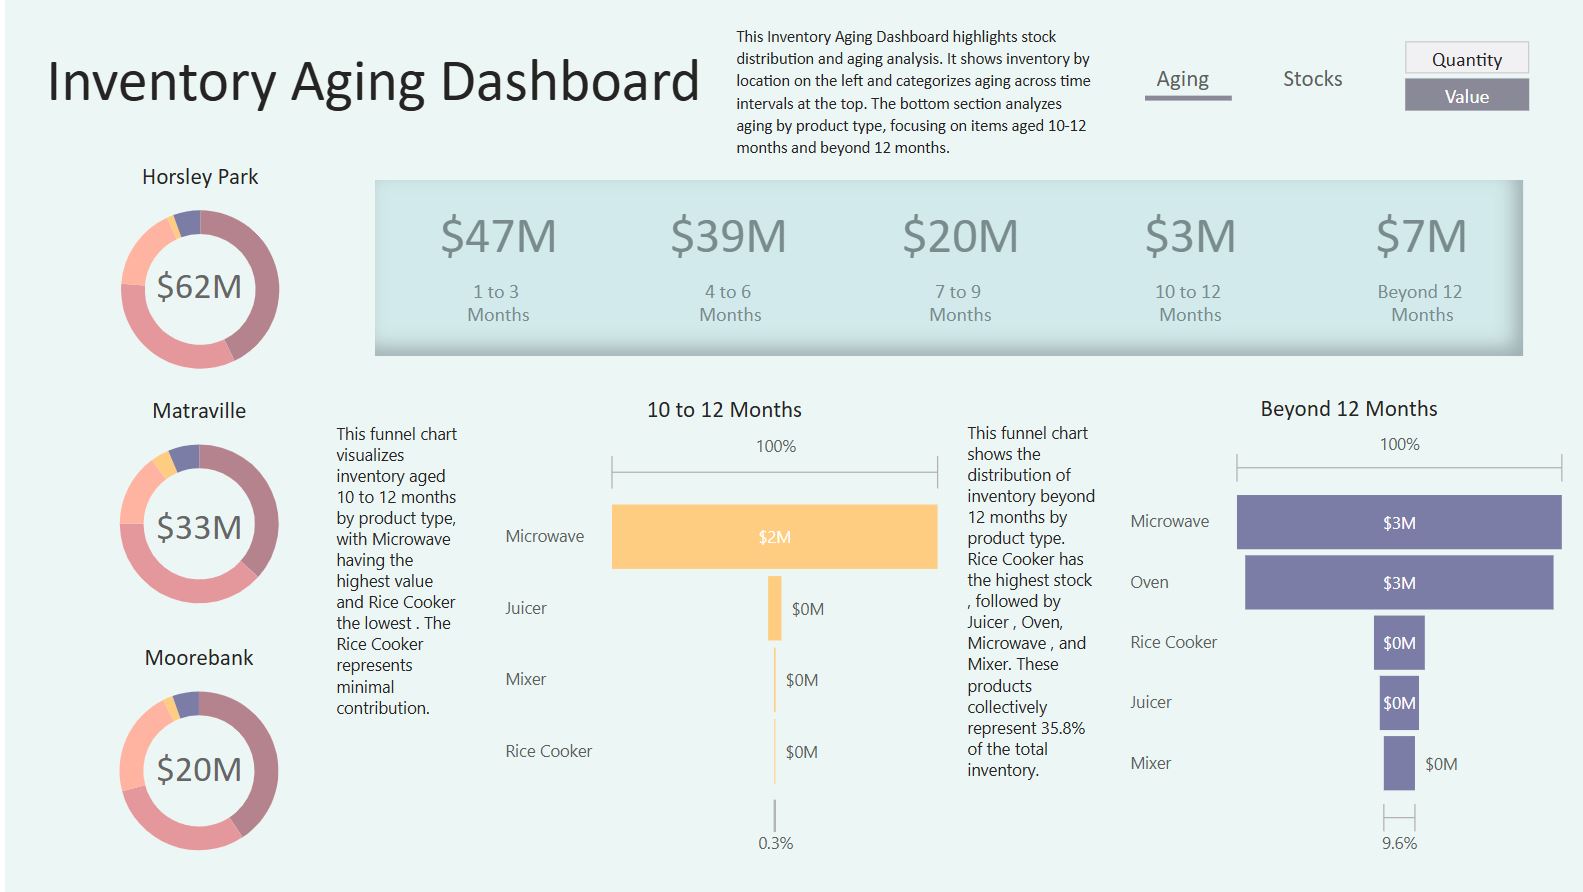 Inventory Aging Dashboard
This Inventory Aging Dashboard highlights stock
distribution and aging analysis. It shows inventory by
location on the left and categorizes aging across time
intervals at the top. The bottom section analyzes
aging by product type, focusing on items aged 10-12
months and beyond 12 months.
Aging
Stocks
Quantity
Value
Horsley Park
$62M
Matraville
$33M
Moorebank
$20M
$47M
1 to 3
Months
$39M
4 to 6
Months
$20M
7 to 9
Months
$3M
10 to 12
Months
$7M
Beyond 12
Months
This funnel chart
visualizes
inventory aged
10 to 12 months
by product type,
with Microwave
having the
highest value
and Rice Cooker
the lowest . The
Rice Cooker
represents
minimal
contribution.
10 to 12 Months
100%
Microwave
$2M
Juicer
$0M
Mixer
$0M
Rice Cooker
$0M
0.3%
This funnel chart
shows the
distribution of
inventory beyond
12 months by
product type.
Rice Cooker has
the highest stock
, followed by
Juicer , Oven,
Microwave , and
Mixer. These
products
collectively
represent 35.8%
of the total
inventory.
Beyond 12 Months
100%
Microwave
$3M
Oven
$3M
Rice Cooker
$0M
Juicer
$0M
Mixer
$0M
9.6%